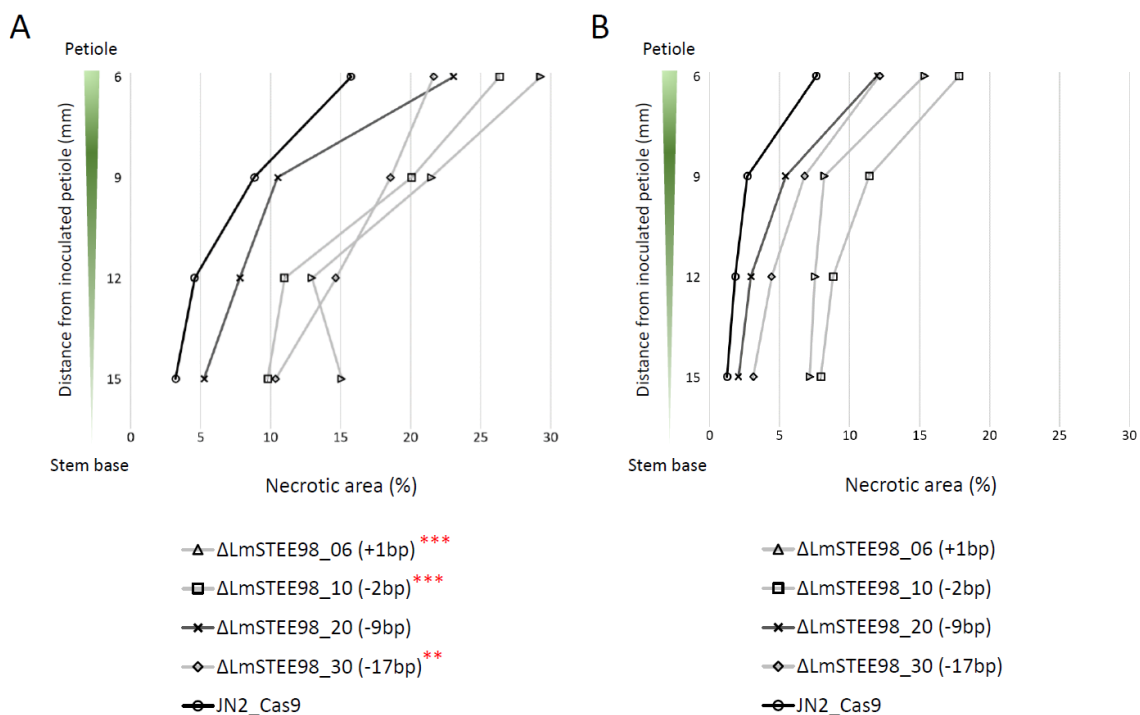 A
Petiole
Distance from inoculated petiole (mm)
6
9
12
15
0 5 10 15 20 25 30
Stem base
Necrotic area (%)
ΔLmSTEE98_06 (+1bp) ***
ΔLmSTEE98_10 (-2bp) ***
ΔLmSTEE98_20 (-9bp)
ΔLmSTEE98_30 (-17bp) **
JN2_Cas9
B
Petiole
Distance from inoculated petiole (mm)
6
9
12
15
0 5 10 15 20 25 30
Stem base
Necrotic area (%)
ΔLmSTEE98_06 (+1bp)
ΔLmSTEE98_10 (-2bp)
ΔLmSTEE98_20 (-9bp)
ΔLmSTEE98_30 (-17bp)
JN2_Cas9